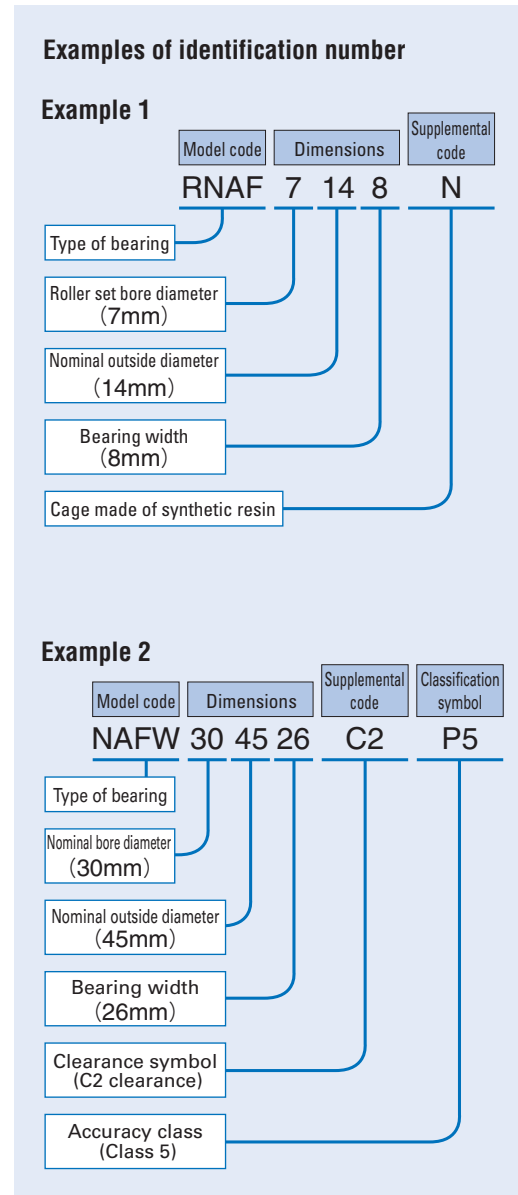 Examples of identification number
Example 1
Model code
Dimensions
Supplemental
code
RNAF 7 14 8 N
Type of bearing
Roller set bore diameter
（7mm）
Nominal outside diameter
（14mm）
Bearing width
（8mm）
Cage made of synthetic resin
Example 2
Model code
Dimensions
Supplemental
code
Classification
symbol
NAFW 30 45 26 C2 P5
Type of bearing
Nominal bore diameter
（30mm）
Nominal outside diameter
（45mm）
Bearing width
（26mm）
Clearance symbol
(C2 clearance)
Accuracy class
(Class 5)